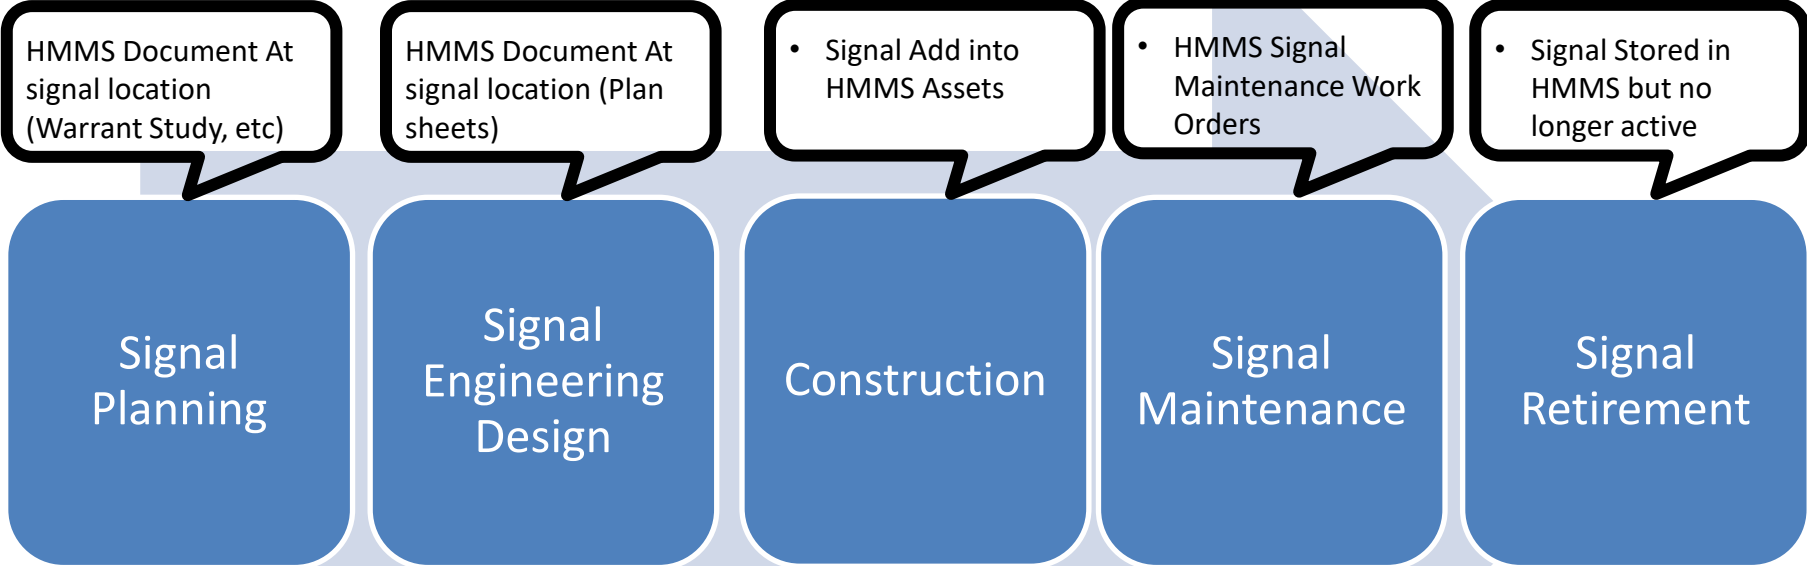 HMMS Document At
signal location
(Warrant Study, etc)
HMMS Document At
signal location (Plan
sheets)
• Signal Add into
HMMS Assets
• HMMS Signal
Maintenance Work
Orders
• Signal Stored in
HMMS but no
longer active
Signal
Planning
Signal
Engineering
Design
Construction
Signal
Maintenance
Signal
Retirement